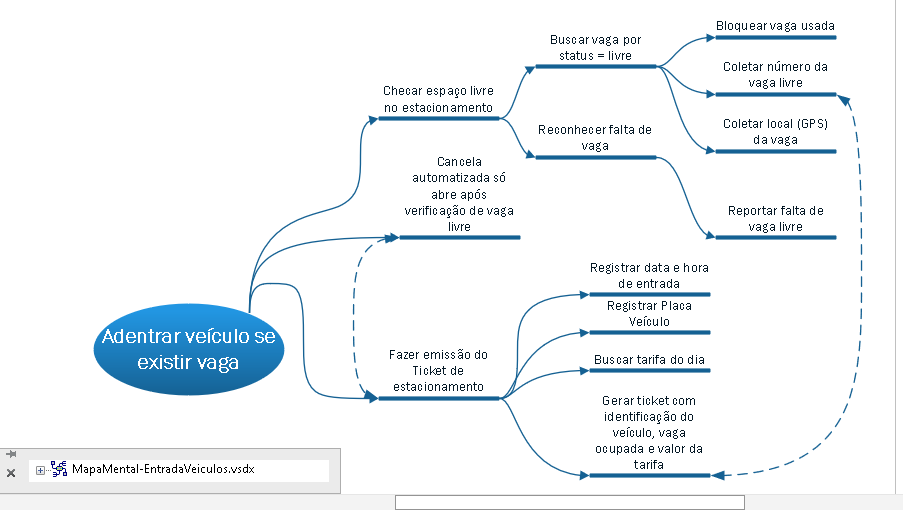 Bloquear vaga usada
Buscar vaga por
status = livre
Coletar número da
vaga livre
Checar espaço livre
no estacionamento
Coletar local (GPS)
da vaga
Reconhecer falta de
vaga
Cancela
automatizada só
abre após
verificação de vaga
livre
Reportar falta de
vaga livre
Registrar data e hora
de entrada
Registrar Placa
Veículo
Adentrar veículo se
existir vaga
Buscar tarifa do dia
Fazer emissão do
Ticket de
estacionamento
Gerar ticket com
identificação do
veículo, vaga
ocupada e valor da
tarifa
MapaMental-EntradaVeiculos.vsdx